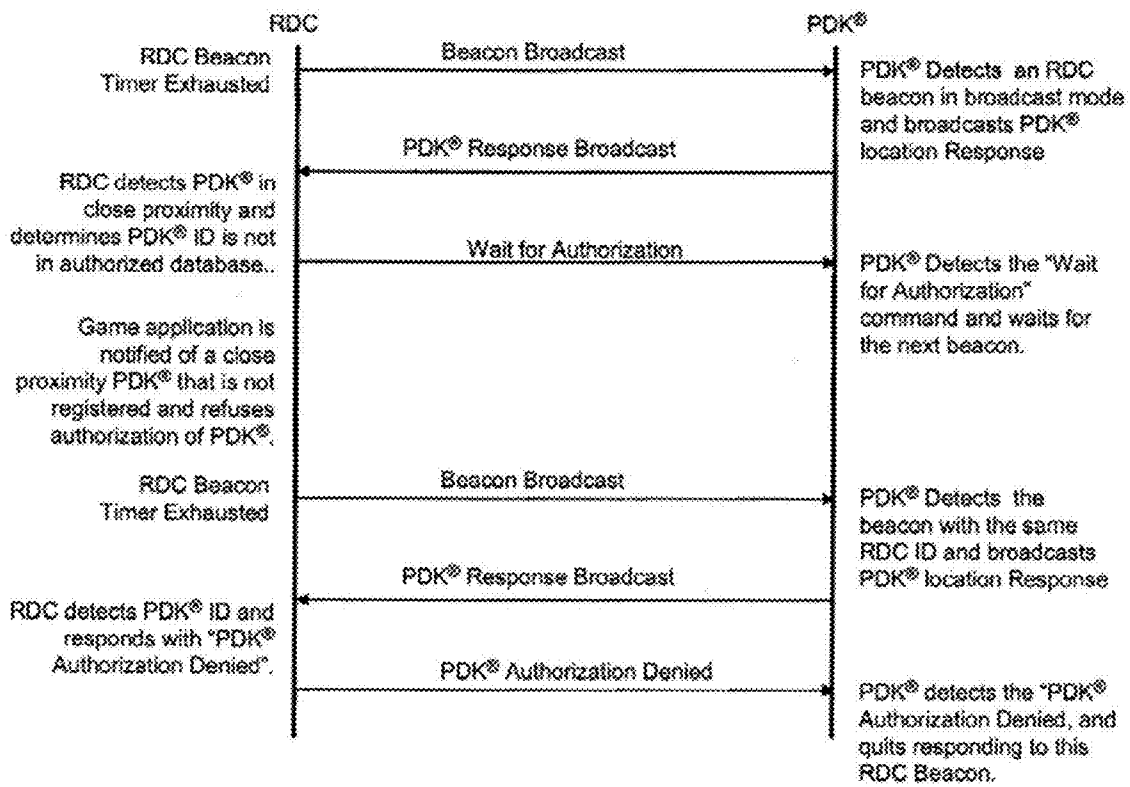 RDC
PDK®
RDC Beacon
Timer Exhausted
Beacon Broadcast
PDK® Detects an RDC
beacon in broadcast mode
and broadcasts PDK®
location Response
PDK® Response Broadcast
RDC detects PDK® in
close proximity and
determines PDK® ID is not
in authorized database..
Wait for Authorization
PDK® Detects the "Wait
for Authorization"
command and waits for
the next beacon.
Game application is
notified of a close
proximity PDK® that is not
registered and refuses
authorization of PDK®.
RDC Beacon
Timer Exhausted
Beacon Broadcast
PDK® Detects the
beacon with the same
RDC ID and broadcasts
PDK® location Response
PDK® Response Broadcast
RDC detects PDK® ID and
responds with "PDK®
Authorization Denied".
PDK® Authorization Denied
PDK® detects the "PDK®
Authorization Denied, and
quits responding to this
RDC Beacon.